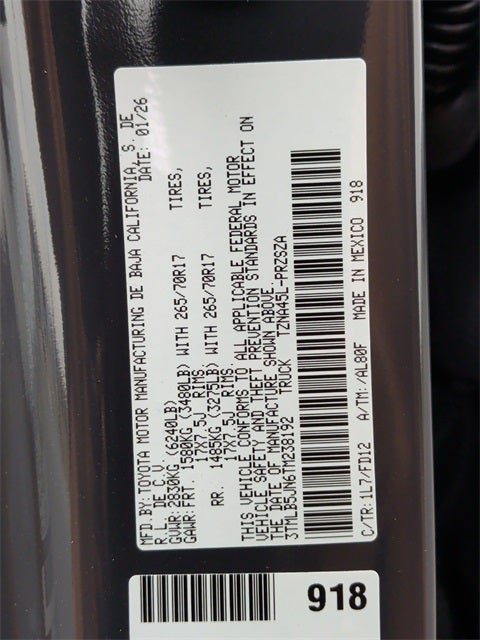 MFD.BY:TOYOTA MOTOR MANUFACTURING DE BAJA CALIFORNIA, S. DE
R.L. DE C.V. DATE: 01/26
GVWR:2830KG (6240LB)
GAWR:FRT. 1580KG (3480LB) WITH 265/70R17 TIRES,
17X7.5J RIMS,
RR. 1485KG (3275LB) WITH 265/70R17 TIRES,
17X7.5J RIMS.
THIS VEHICLE CONFORMS TO ALL APPLICABLE FEDERAL MOTOR
VEHICLE SAFETY AND THEFT PREVENTION STANDARDS IN EFFECT ON
THE DATE OF MANUFACTURE SHOWN ABOVE.
3TMLB5JN6TM238192 TRUCK TZNA45L-PRZSZA
C/TR:1L7/FD12 A/TM:/AL80F MADE IN MEXICO 918
918